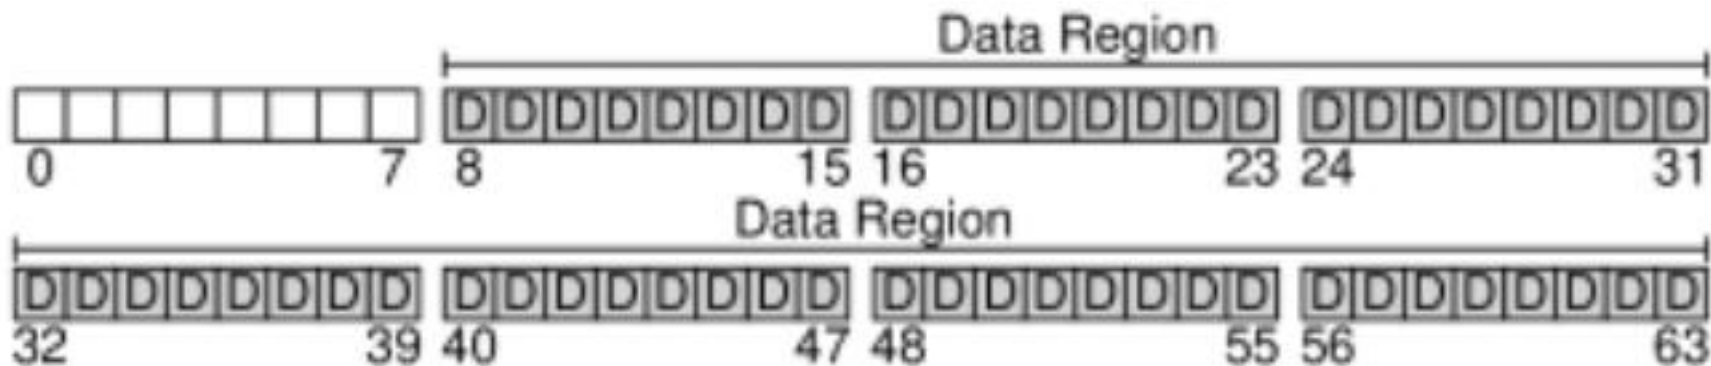 Data Region
D D D D D D D D D D D D D D D D D D D D D D D D
0 7 8 15 16 23 24 31
Data Region
D D D D D D D D D D D D D D D D D D D D D D D D D D D D D D D D
32 39 40 47 48 55 56 63